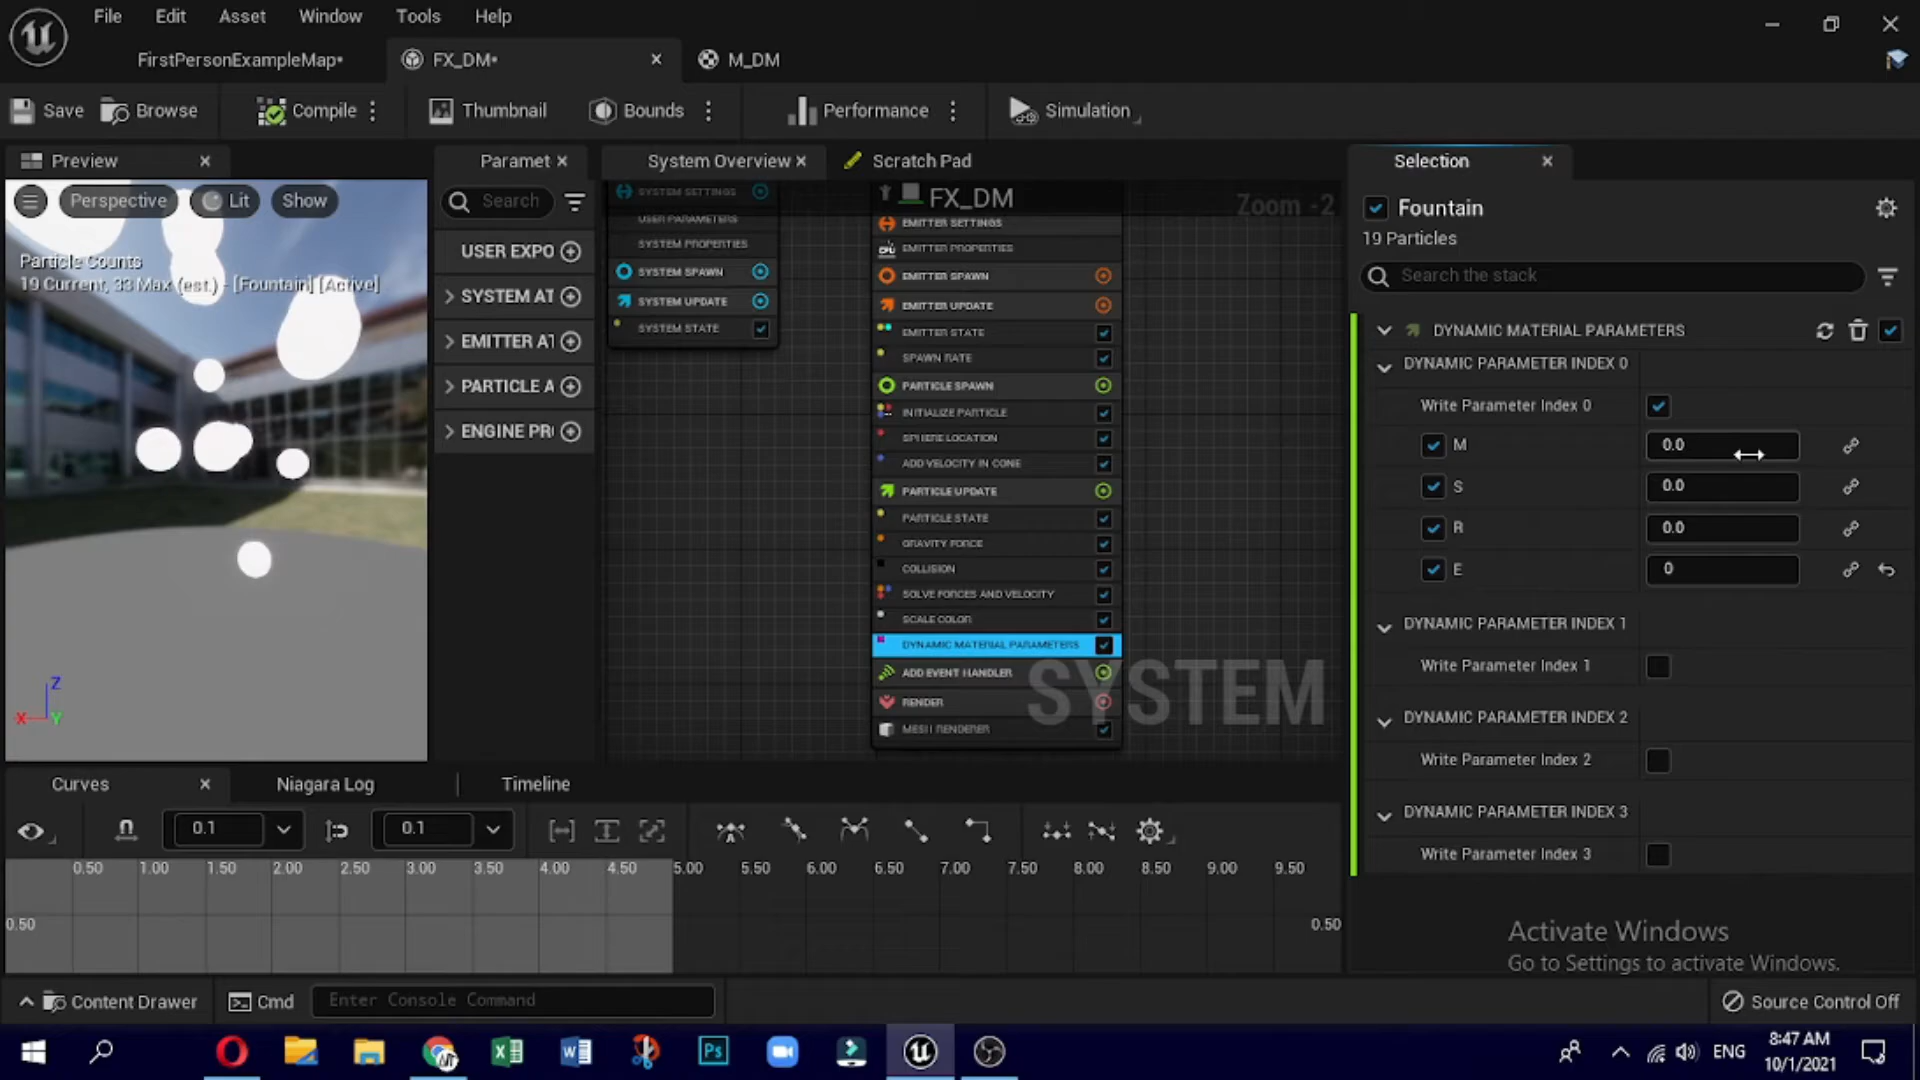 File Edit Asset Window Tools Help
FirstPersonExampleMap* FX_DM* M_DM
Save Browse Compile Thumbnail Bounds Performance Simulation
Preview
Perspective Lit Show
Particle Counts
19 Current, 33 Max (est.) - [Fountain] [Active]
Z
X Y
Paramet
Search
USER EXPO
SYSTEM AT
EMITTER AT
PARTICLE A
ENGINE PR
System Overview Scratch Pad
Zoom -2
SYSTEM SETTINGS
USER PARAMETERS
SYSTEM PROPERTIES
SYSTEM SPAWN
SYSTEM UPDATE
SYSTEM STATE
FX_DM
EMITTER SETTINGS
EMITTER PROPERTIES
EMITTER SPAWN
EMITTER UPDATE
EMITTER STATE
SPAWN RATE
PARTICLE SPAWN
INITIALIZE PARTICLE
SPHERE LOCATION
ADD VELOCITY IN CONE
PARTICLE UPDATE
PARTICLE STATE
GRAVITY FORCE
COLLISION
SOLVE FORCES AND VELOCITY
SCALE COLOR
DYNAMIC MATERIAL PARAMETERS
ADD EVENT HANDLER
RENDER
MESH RENDERER
SYSTEM
Selection
Fountain
19 Particles
Search the stack
DYNAMIC MATERIAL PARAMETERS
DYNAMIC PARAMETER INDEX 0
Write Parameter Index 0
M 0.0
S 0.0
R 0.0
E 0
DYNAMIC PARAMETER INDEX 1
Write Parameter Index 1
DYNAMIC PARAMETER INDEX 2
Write Parameter Index 2
DYNAMIC PARAMETER INDEX 3
Write Parameter Index 3
Activate Windows
Go to Settings to activate Windows.
Curves Niagara Log Timeline
0.1 0.1
0.50 1.00 1.50 2.00 2.50 3.00 3.50 4.00 4.50 5.00 5.50 6.00 6.50 7.00 7.50 8.00 8.50 9.00 9.50
0.50 0.50
Content Drawer Cmd Enter Console Command Source Control Off
Ps ENG 8:47 AM
10/1/2021